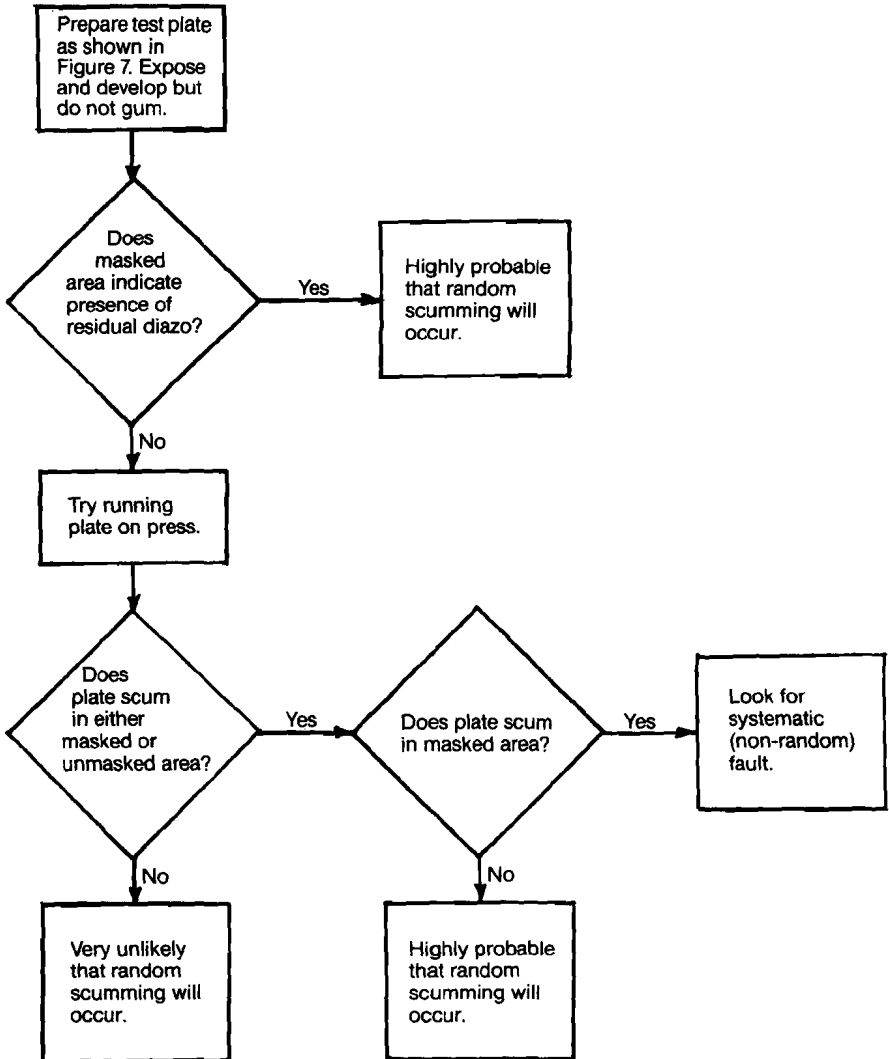 Prepare test plate
as shown in
Figure 7. Expose
and develop but
do not gum.
Does
masked
area indicate
presence of
residual diazo?
Yes
Highly probable
that random
scumming will
occur.
No
Try running
plate on press.
Does
plate scum
in either
masked or
unmasked area?
Yes
Does plate scum
in masked area?
Yes
Look for
systematic
(non-random)
fault.
No
Very unlikely
that random
scumming will
occur.
No
Highly probable
that random
scumming will
occur.